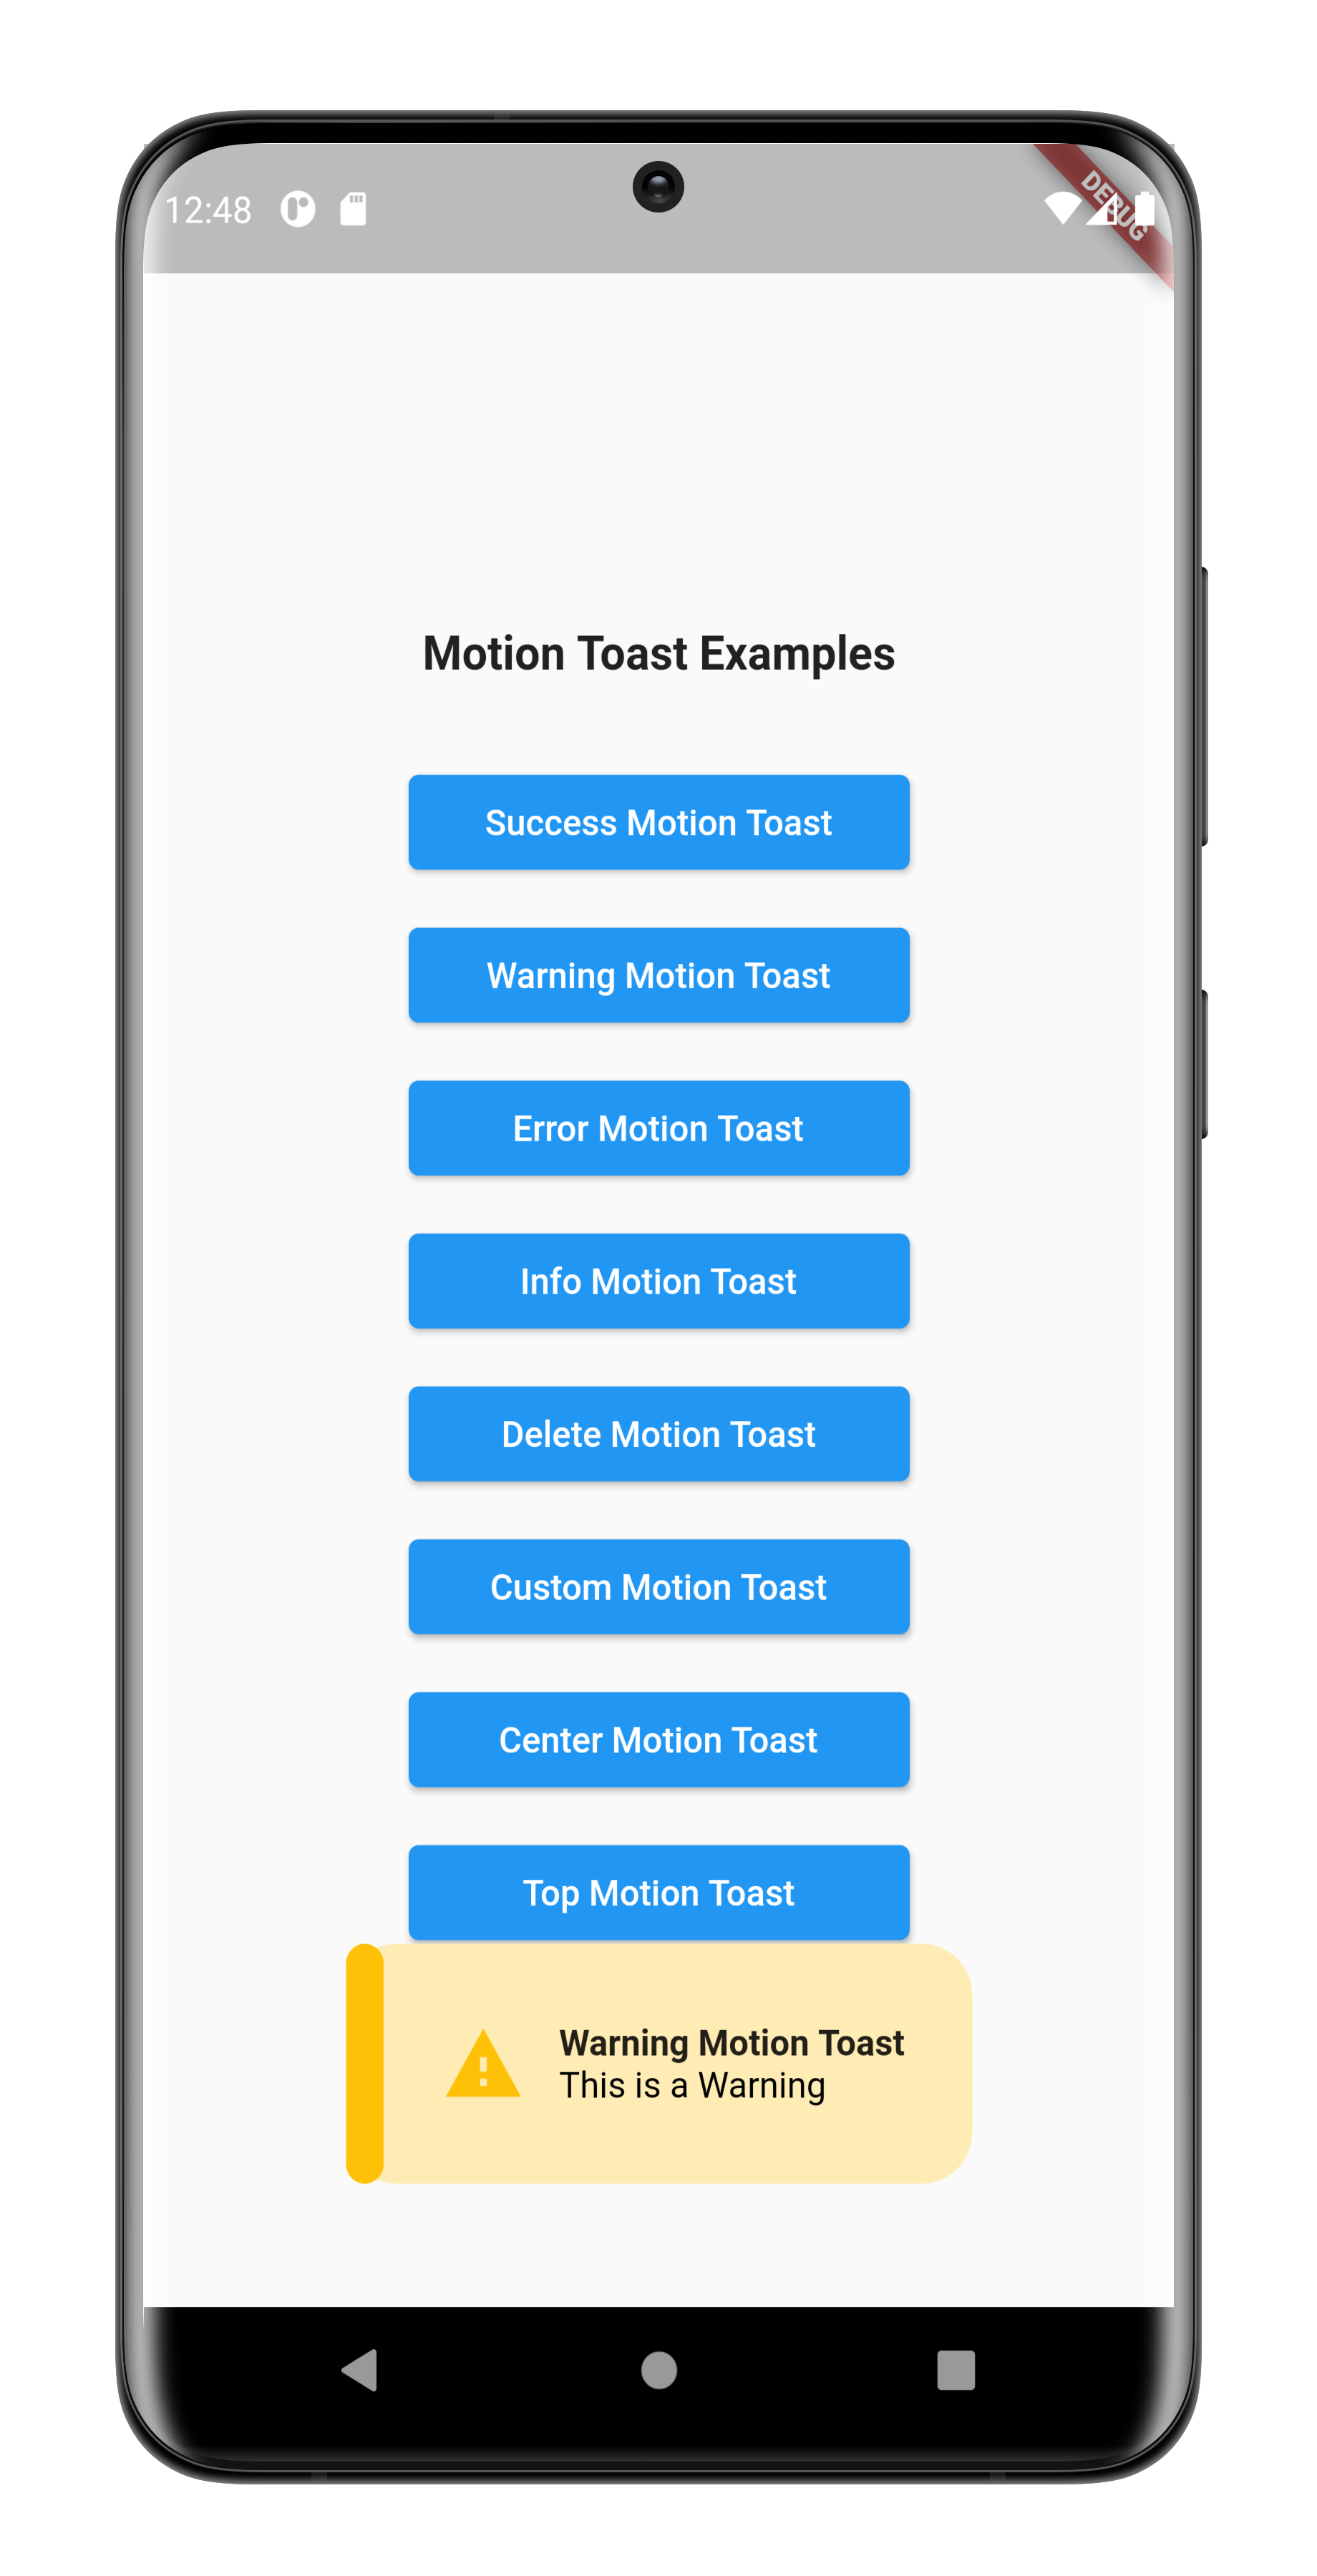 12:48
DEBUG
Motion Toast Examples
Success Motion Toast
Warning Motion Toast
Error Motion Toast
Info Motion Toast
Delete Motion Toast
Custom Motion Toast
Center Motion Toast
Top Motion Toast
Warning Motion Toast
This is a Warning